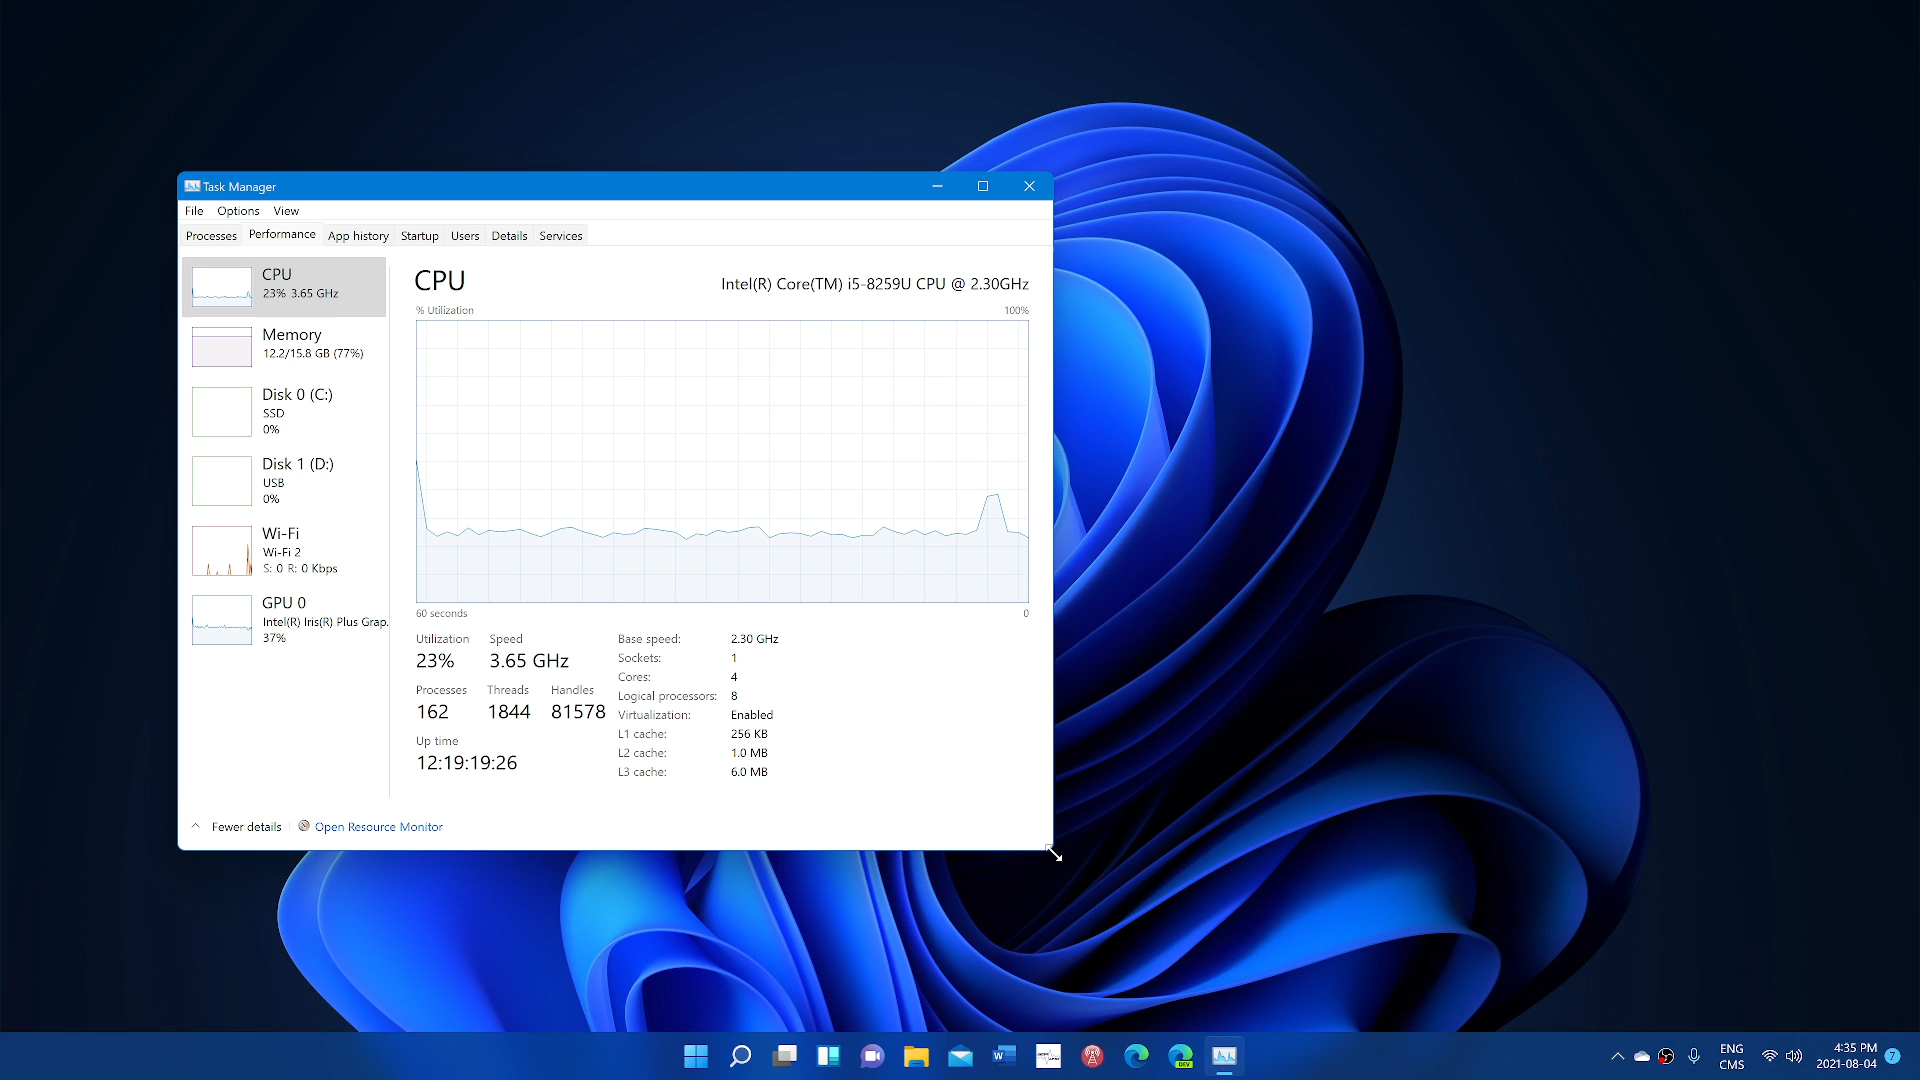 Task Manager
File Options View
Processes Performance App history Startup Users Details Services
CPU
23% 3.65 GHz
Memory
12.2/15.8 GB (77%)
Disk 0 (C:)
SSD
0%
Disk 1 (D:)
USB
0%
Wi-Fi
Wi-Fi 2
S: 0 R: 0 Kbps
GPU 0
Intel(R) Iris(R) Plus Grap.
37%
CPU Intel(R) Core(TM) i5-8259U CPU @ 2.30GHz
% Utilization 100%
60 seconds 0
Utilization Speed
23% 3.65 GHz
Processes Threads Handles
162 1844 81578
Up time
12:19:19:26
Base speed: 2.30 GHz
Sockets: 1
Cores: 4
Logical processors: 8
Virtualization: Enabled
L1 cache: 256 KB
L2 cache: 1.0 MB
L3 cache: 6.0 MB
Fewer details Open Resource Monitor
W
DEV
ENG
CMS
4:35 PM
2021-08-04
7